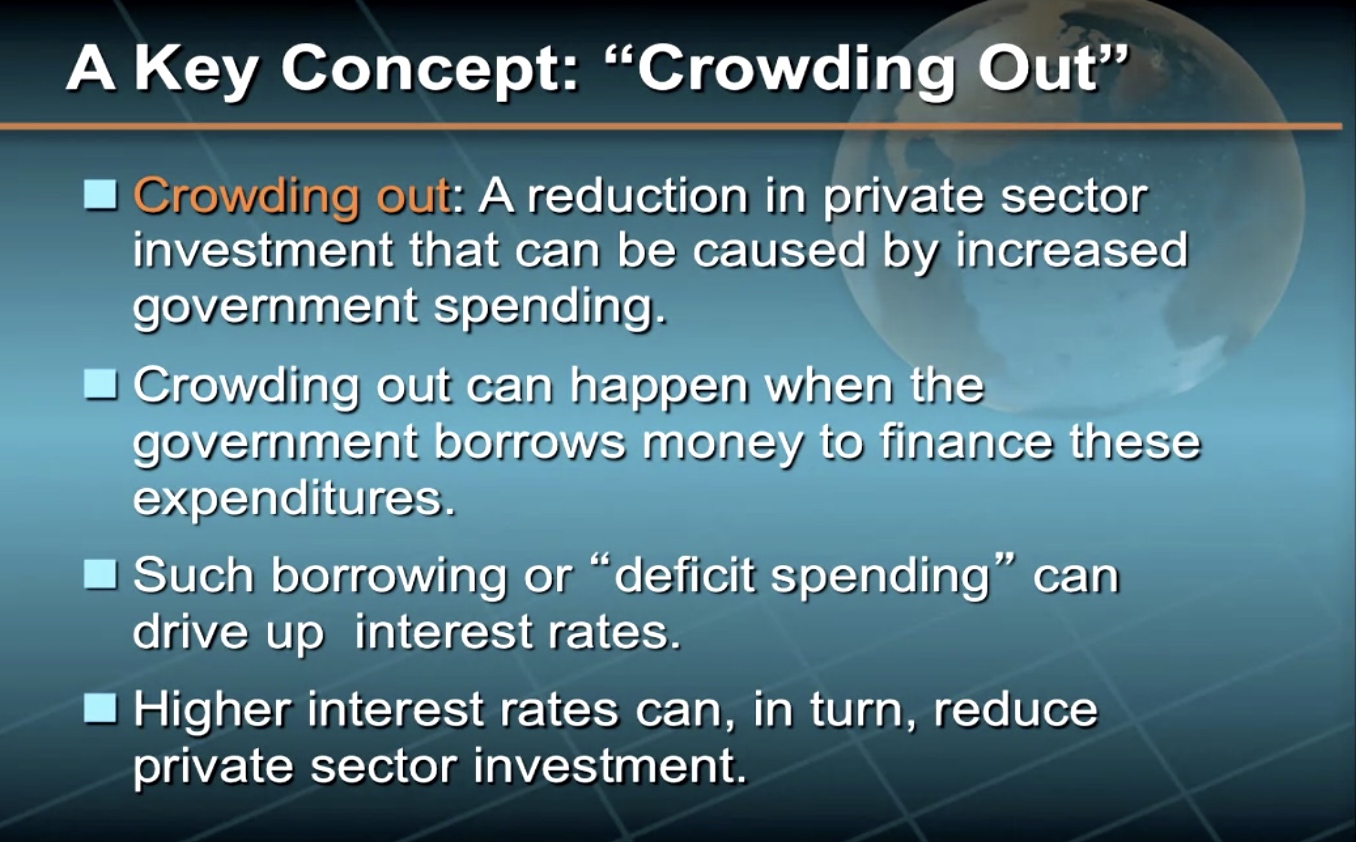 A Key Concept: “Crowding Out”
Crowding out: A reduction in private sector
investment that can be caused by increased
government spending.
Crowding out can happen when the
government borrows money to finance these
expenditures.
Such borrowing or “deficit spending” can
drive up  interest rates.
Higher interest rates can, in turn, reduce
private sector investment.